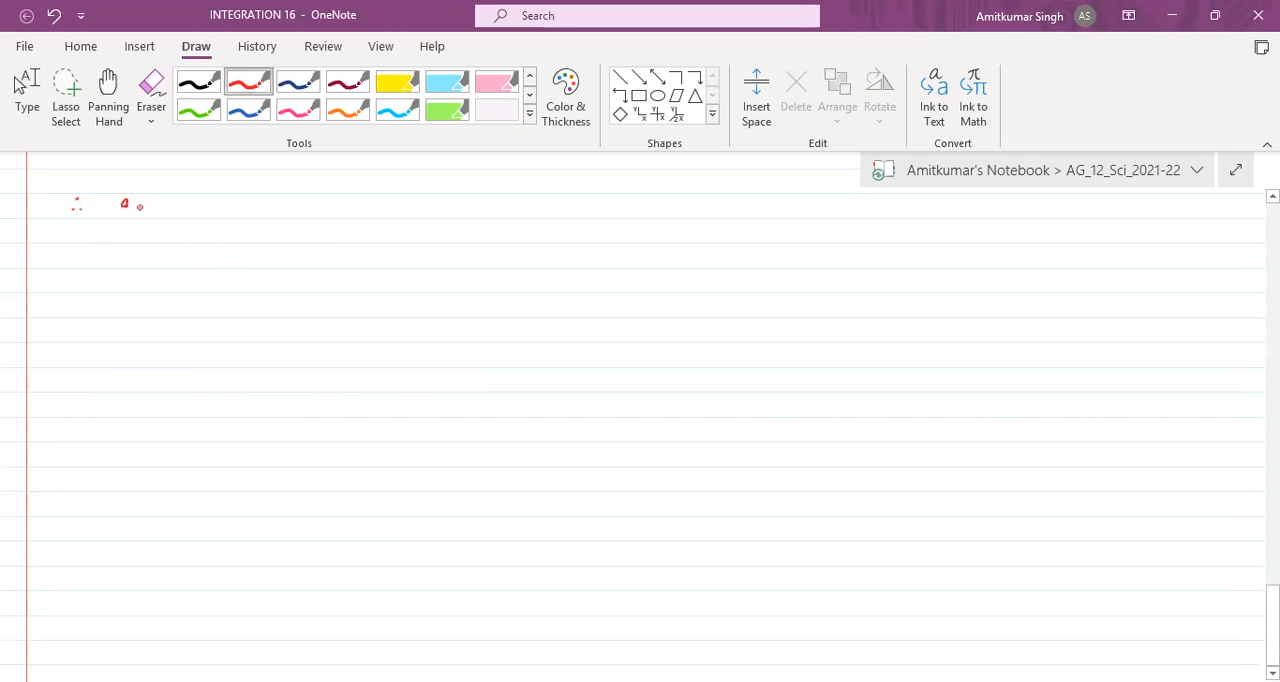 INTEGRATION 16 - OneNote
Search
Amitkumar Singh AS
File Home Insert Draw History Review View Help
Type
Lasso Select
Panning Hand
Eraser
Color & Thickness
Insert Space
Delete
Arrange
Rotate
Ink to Text
Ink to Math
Tools Shapes Edit Convert
Amitkumar's Notebook > AG_12_Sci_2021-22
∴